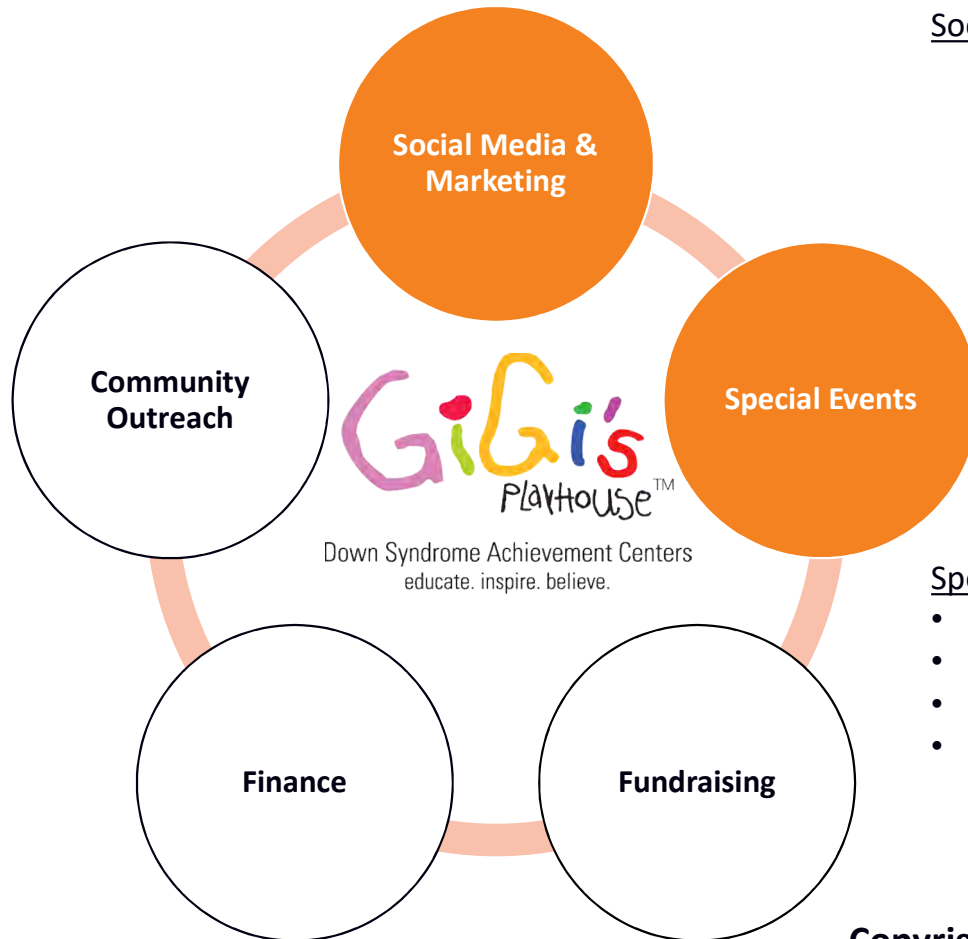 Social Media &
Marketing
Community
Outreach
Special Events
GiGi's
PlayHouse™
Down Syndrome Achievement Centers
educate. inspire. believe.
Finance
Fundraising